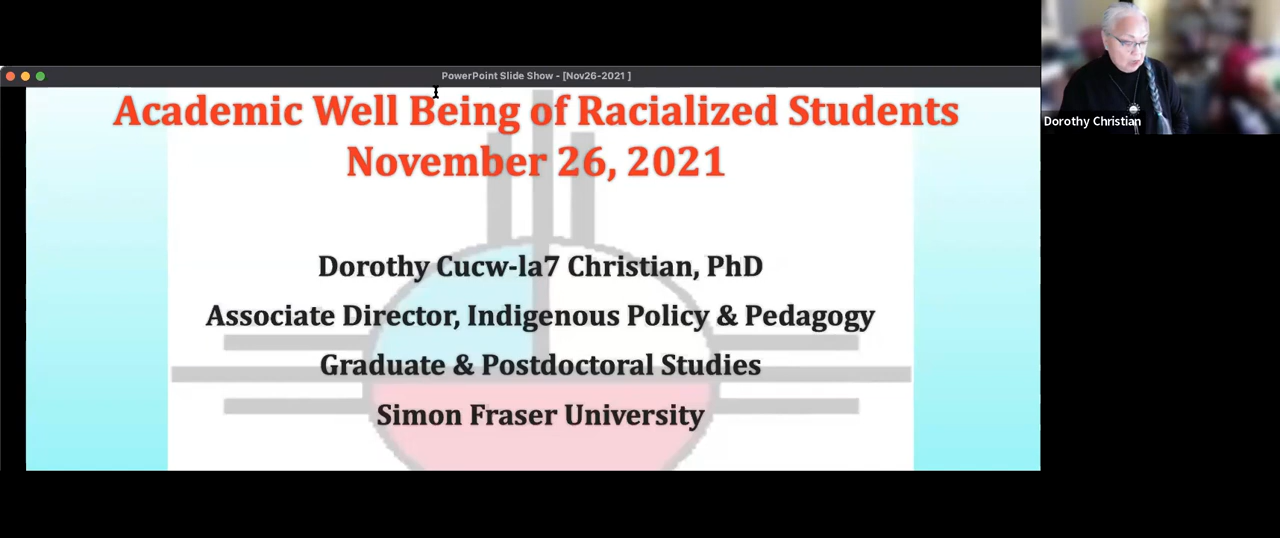 PowerPoint Slide Show - [Nov26-2021 ]
Academic Well Being of Racialized Students
November 26, 2021
Dorothy Cucw-la7 Christian, PhD
Associate Director, Indigenous Policy & Pedagogy
Graduate & Postdoctoral Studies
Simon Fraser University
Dorothy Christian